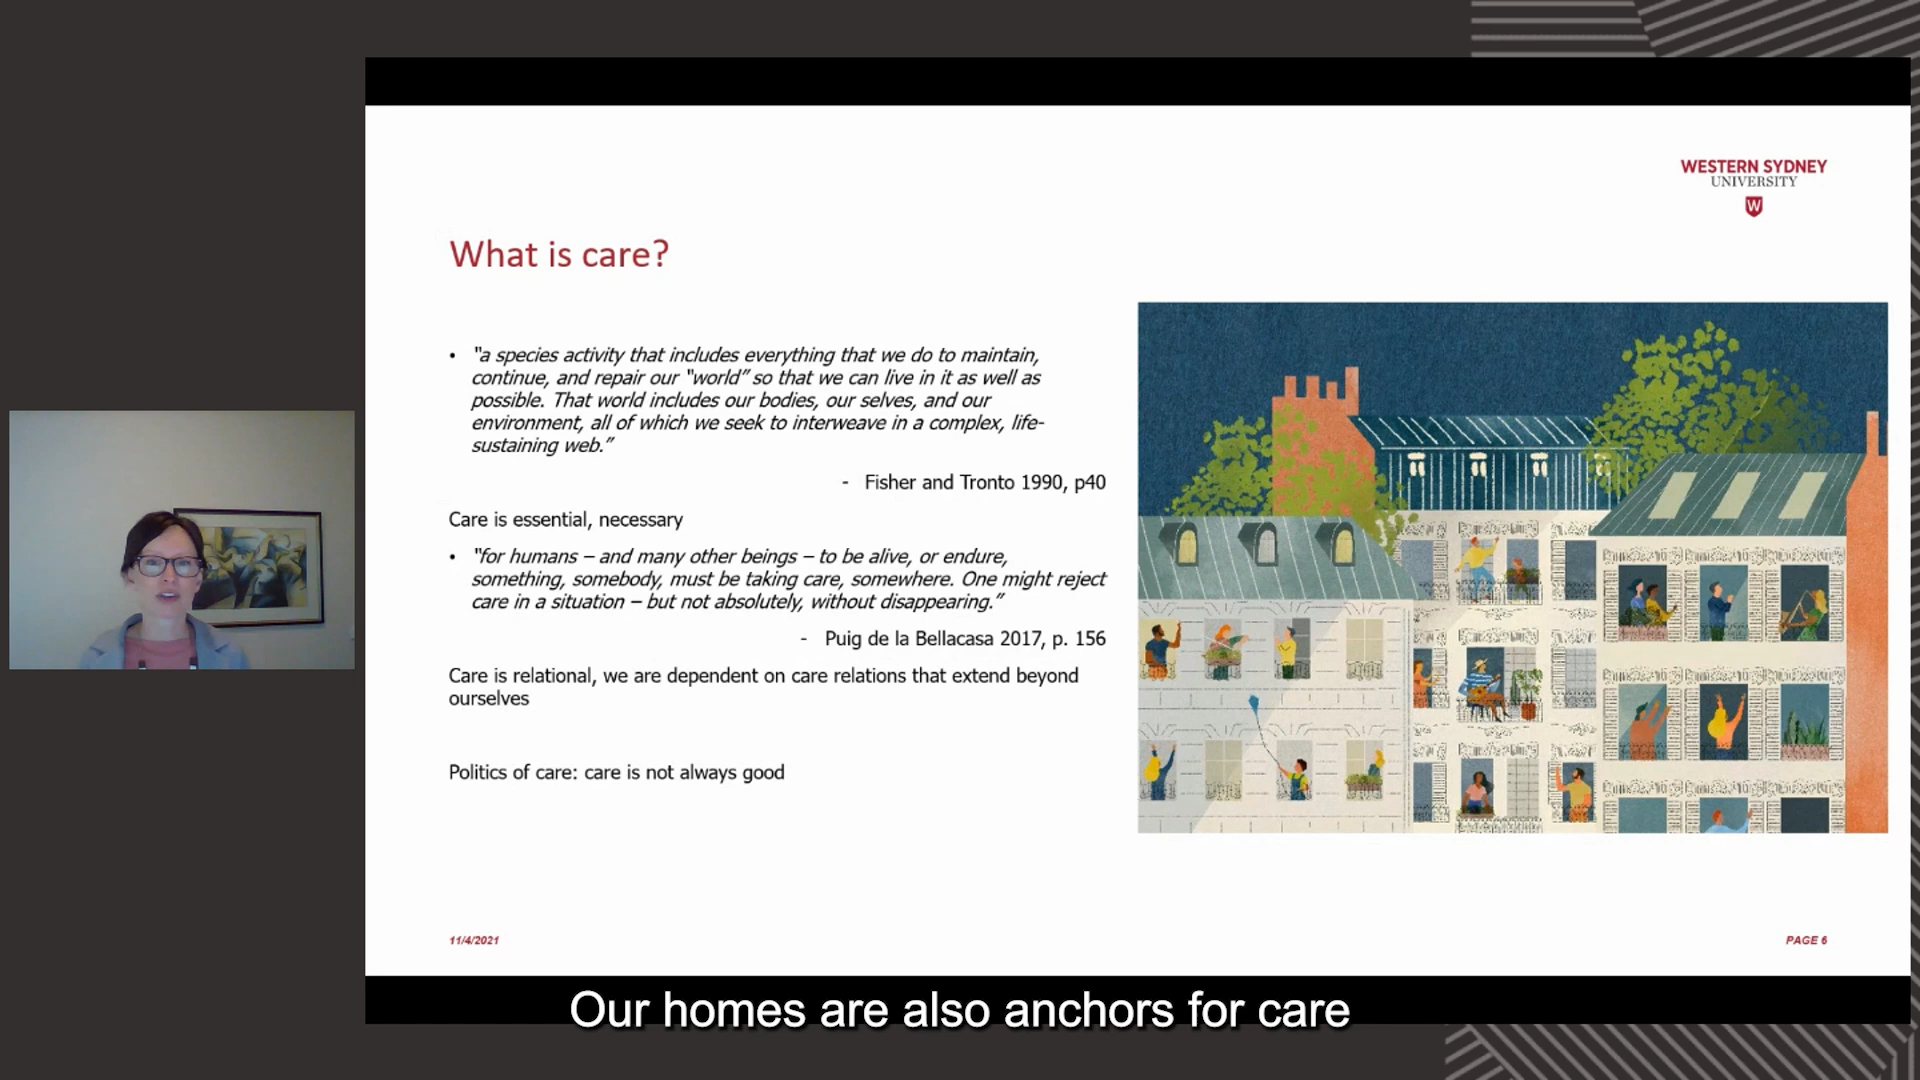 WESTERN SYDNEY
UNIVERSITY
W
What is care?
• "a species activity that includes everything that we do to maintain,
continue, and repair our "world" so that we can live in it as well as
possible. That world includes our bodies, our selves, and our
environment, all of which we seek to interweave in a complex, life-
sustaining web."
- Fisher and Tronto 1990, p40
Care is essential, necessary
• "for humans – and many other beings – to be alive, or endure,
something, somebody, must be taking care, somewhere. One might reject
care in a situation – but not absolutely, without disappearing."
- Puig de la Bellacasa 2017, p. 156
Care is relational, we are dependent on care relations that extend beyond
ourselves
Politics of care: care is not always good
11/4/2021
PAGE 6
Our homes are also anchors for care